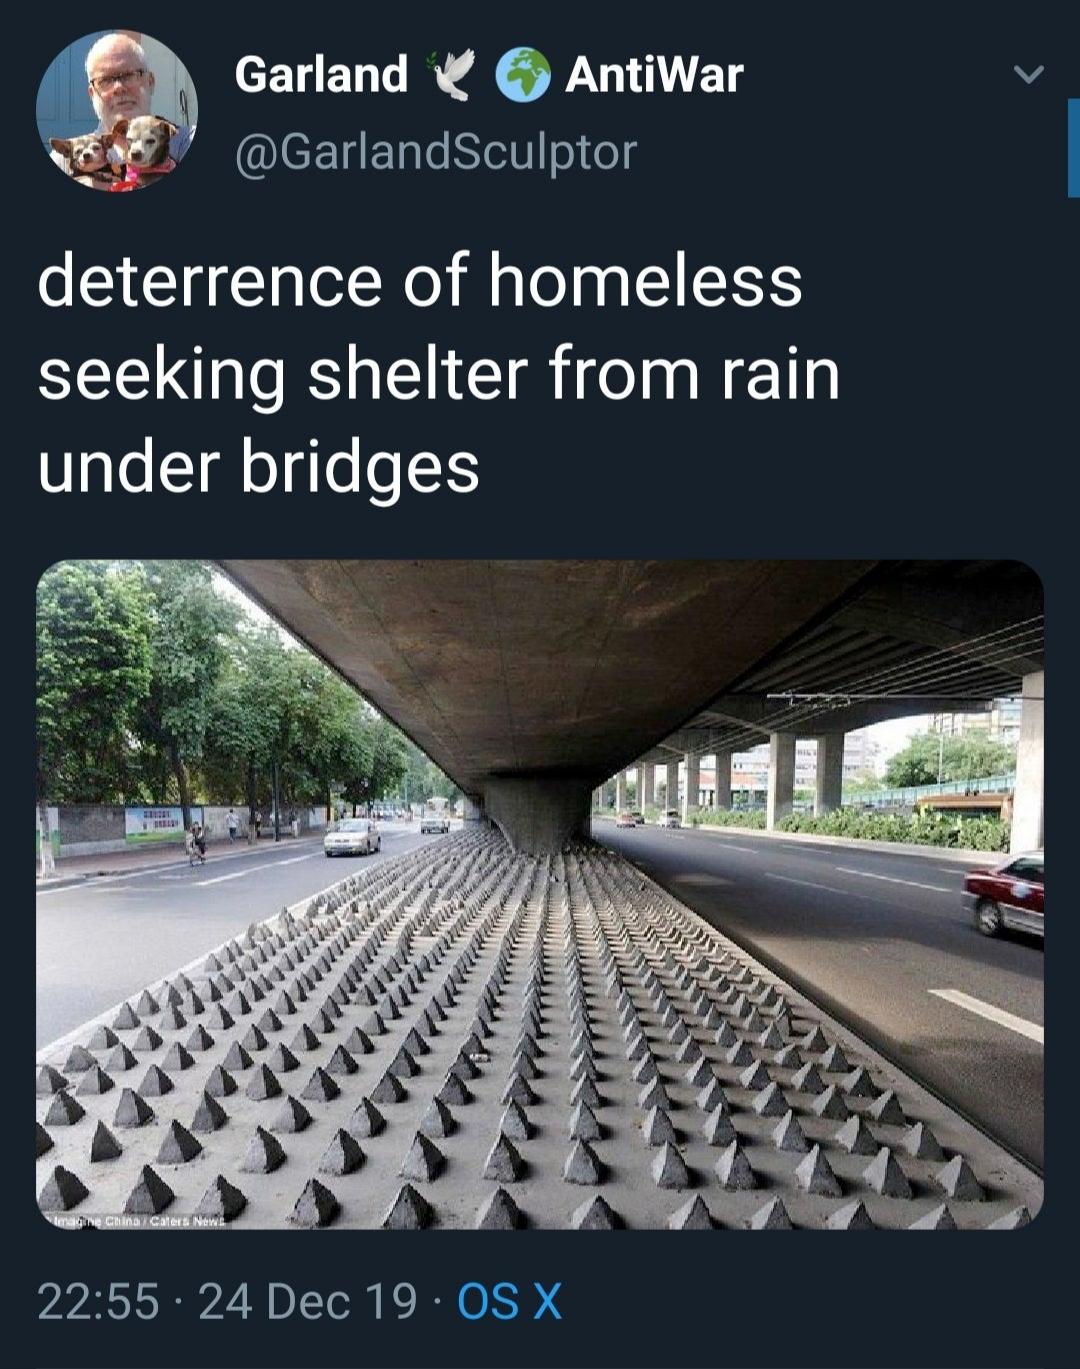 Garland 🕊 🌍 AntiWar
@GarlandSculptor
deterrence of homeless
seeking shelter from rain
under bridges
Imagine China / Caters News
22:55 · 24 Dec 19 · OS X